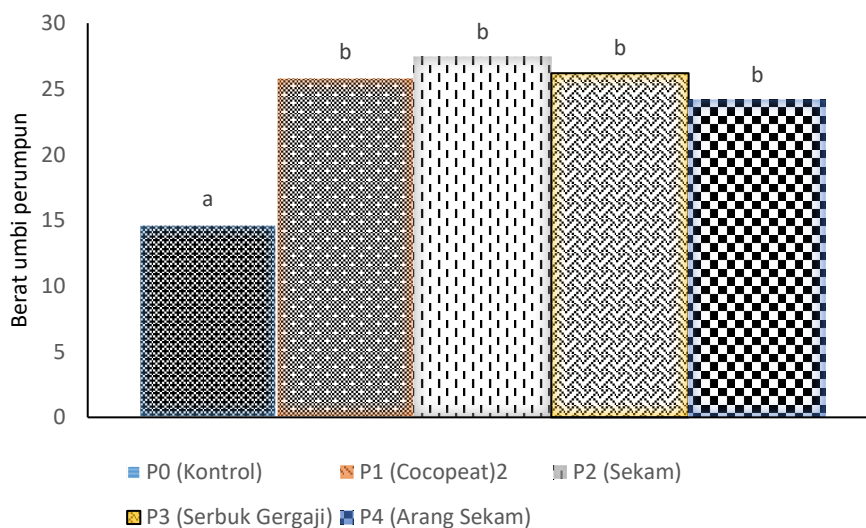 30
25
20
15
10
5
0
Berat umbi perumpun
a
b
b
b
b
P0 (Kontrol)
P1 (Cocopeat)2
P2 (Sekam)
P3 (Serbuk Gergaji)
P4 (Arang Sekam)